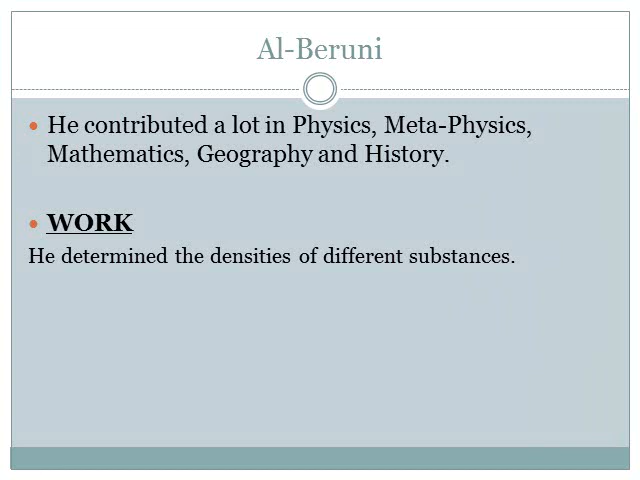 Al-Beruni
• He contributed a lot in Physics, Meta-Physics,
Mathematics, Geography and History.
• WORK
He determined the densities of different substances.